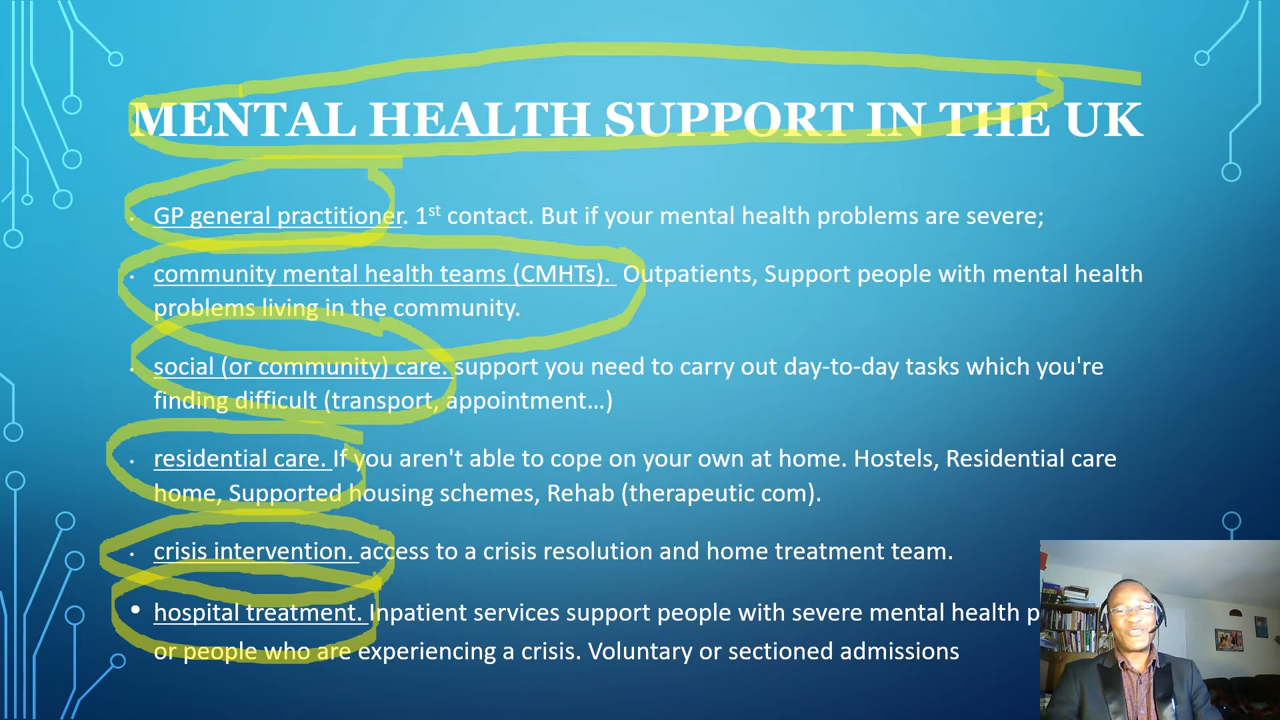 MENTAL HEALTH SUPPORT IN THE UK
• GP general practitioner. 1st contact. But if your mental health problems are severe;
• community mental health teams (CMHTs). Outpatients, Support people with mental health
problems living in the community.
• social (or community) care. support you need to carry out day-to-day tasks which you're
finding difficult (transport, appointment…)
• residential care. If you aren't able to cope on your own at home. Hostels, Residential care
home, Supported housing schemes, Rehab (therapeutic com).
• crisis intervention. access to a crisis resolution and home treatment team.
• hospital treatment. Inpatient services support people with severe mental health
or people who are experiencing a crisis. Voluntary or sectioned admissions